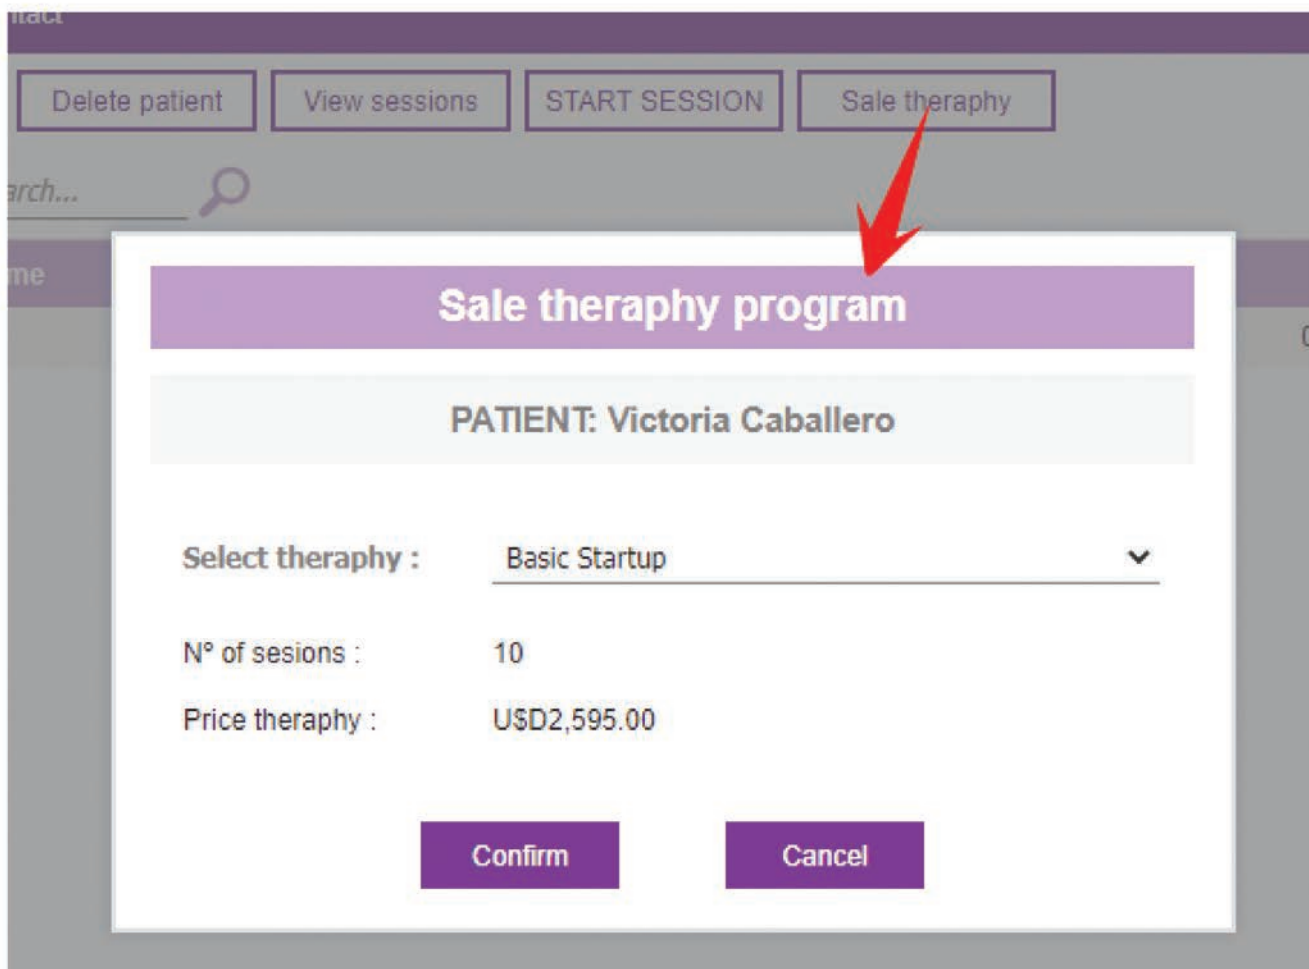 Delete patient View sessions START SESSION Sale theraphy
Sale theraphy program
PATIENT: Victoria Caballero
Select theraphy : Basic Startup
Nº of sesions : 10
Price theraphy : U$D2,595.00
Confirm Cancel